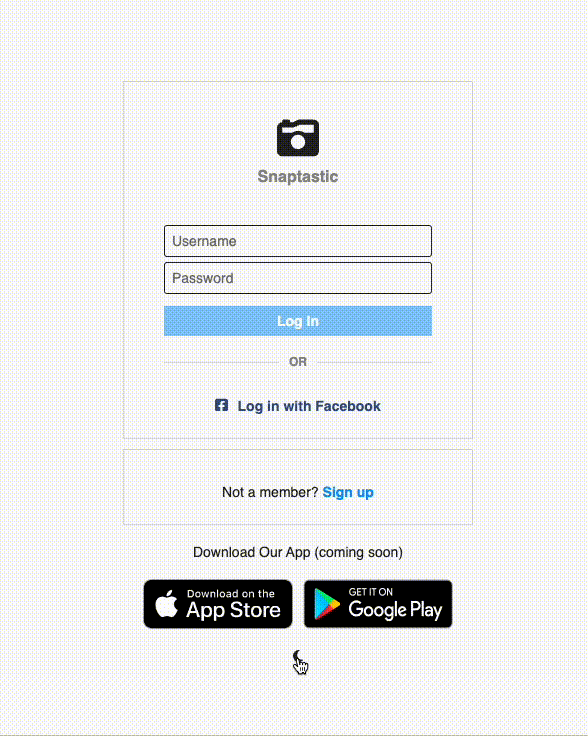 Snaptastic
Username
Password
Log in
OR
Log in with Facebook
Not a member? Sign up
Download Our App (coming soon)
Download on the
App Store
GET IT ON
Google Play